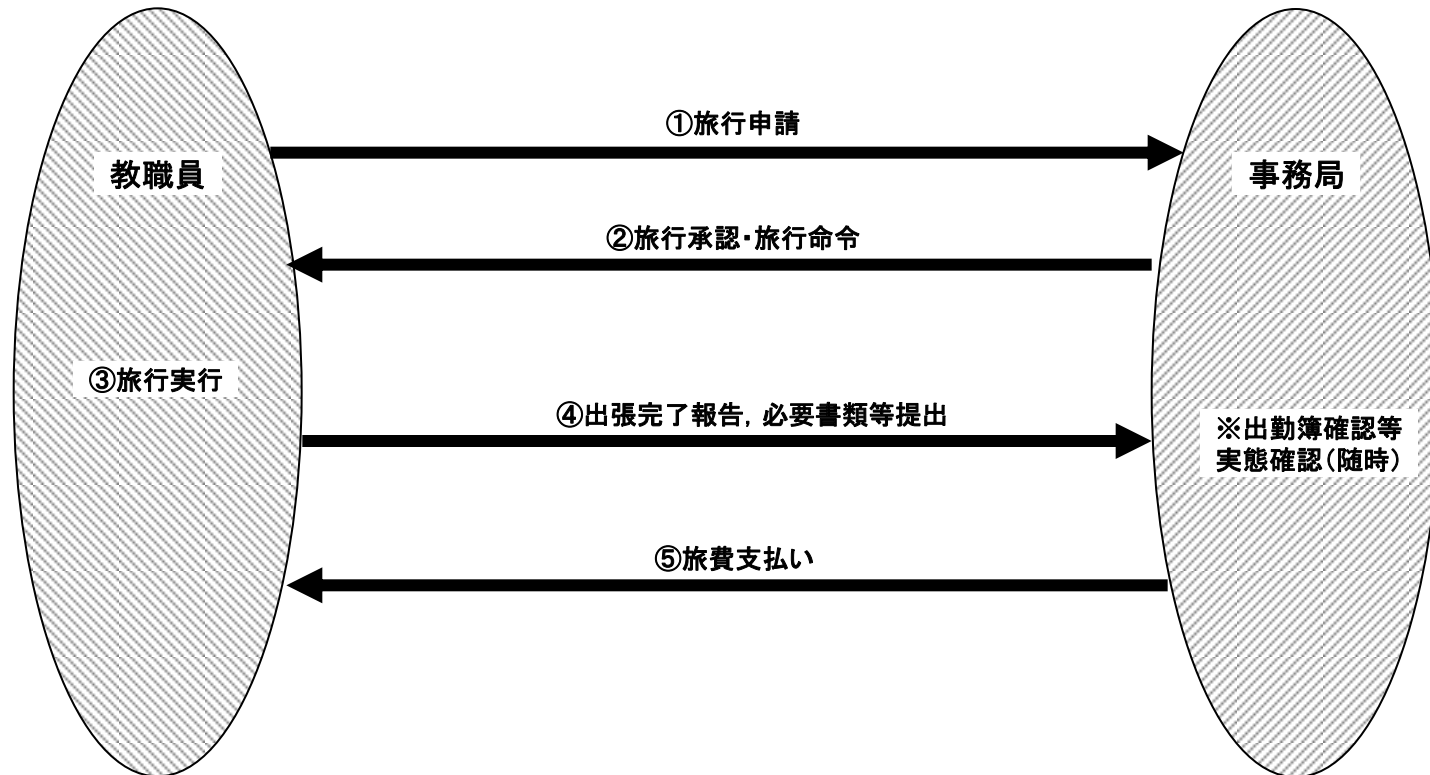 ①旅行申請
教職員
事務局
②旅行承認・旅行命令
③旅行実行
④出張完了報告，必要書類等提出
※出勤簿確認等
実態確認（随時）
⑤旅費支払い